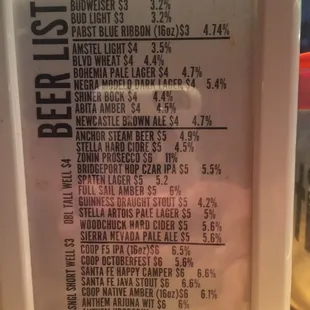 BEER LIST
BUDWEISER $3 3.2%
BUD LIGHT $3 3.2%
PABST BLUE RIBBON (16oz)$3 4.74%
AMSTEL LIGHT $4 3.5%
BLVD WHEAT $4 4.4%
BOHEMIA PALE LAGER $4 4.7%
NEGRA MODELO DARK LAGER $4 5.4%
SHINER BOCK $4 4.4%
ABITA AMBER $4 4.5%
NEWCASTLE BROWN ALE $4 4.7%
ANCHOR STEAM BEER $5 4.9%
STELLA HARD CIDRE $5 4.5%
ZONIN PROSECCO $6 11%
BRIDGEPORT HOP CZAR IPA $5 5.5%
SPATEN LAGER $5 5.2
FULL SAIL AMBER $5 6%
GUINNESS DRAUGHT STOUT $5 4.2%
STELLA ARTOIS PALE LAGER $5 5%
WOODCHUCK HARD CIDER $5 5.6%
SIERRA NEVADA PALE ALE $5 5.6%
COOP F5 IPA (16oz)$6 6.5%
COOP OCTOBERFEST $6 5.6%
SANTA FE HAPPY CAMPER $6 6.6%
SANTA FE JAVA STOUT $6 6.6%
COOP NATIVE AMBER (16oz)$6 6.1%
ANTHEM ARJUNA WIT $6 6%
SNGL SHORT WELL $3 DBL TALL WELL $4